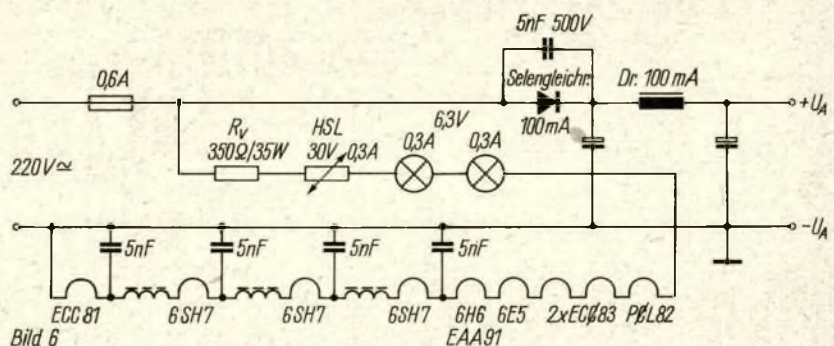 5nF 500V
0,6A
Selengleichr.
Dr. 100 mA
+U_A
R_V
350Ω/35W
HSL
30V
0,3A
6,3V
0,3A
0,3A
100mA
220V≃
-U_A
5nF
5nF
5nF
5nF
ECC81
6SH7
6SH7
6SH7
6H6
6E5
2xECC83
PCL82
EAA91
Bild 6